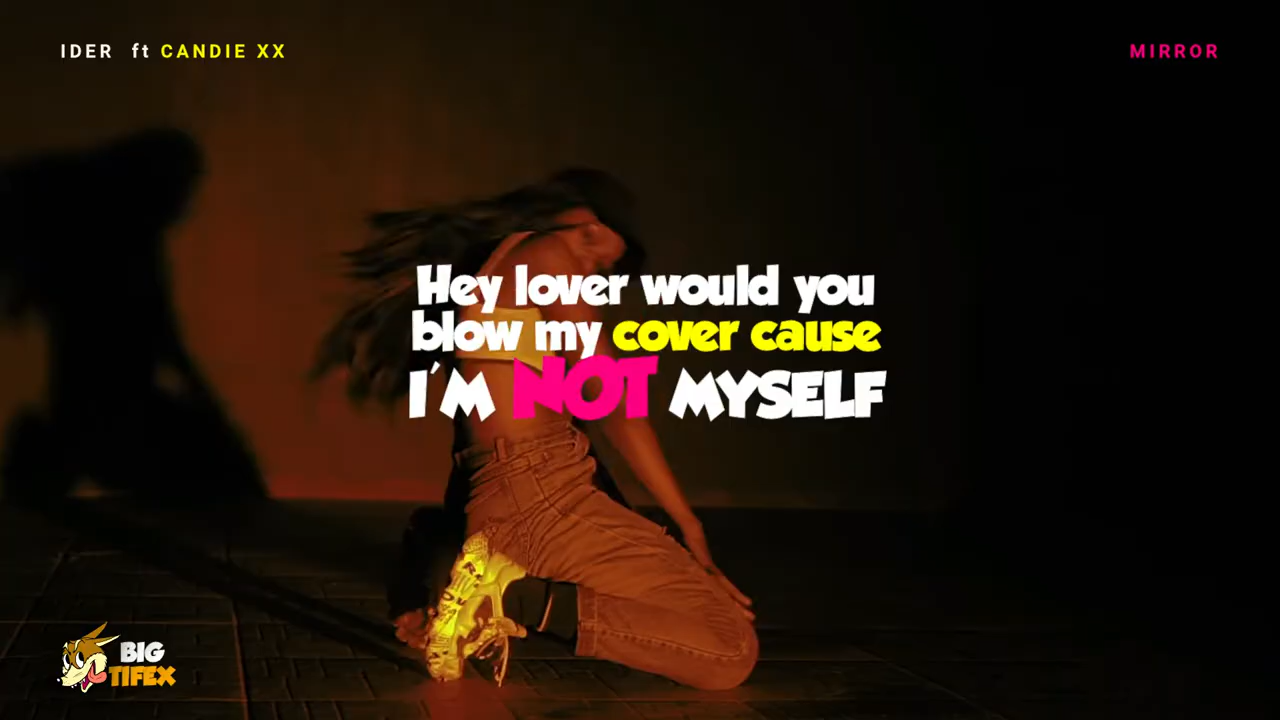 IDER ft CANDIE XX
MIRROR
Hey lover would you
blow my cover cause
I'M NOT MYSELF
BIG
TIFEX